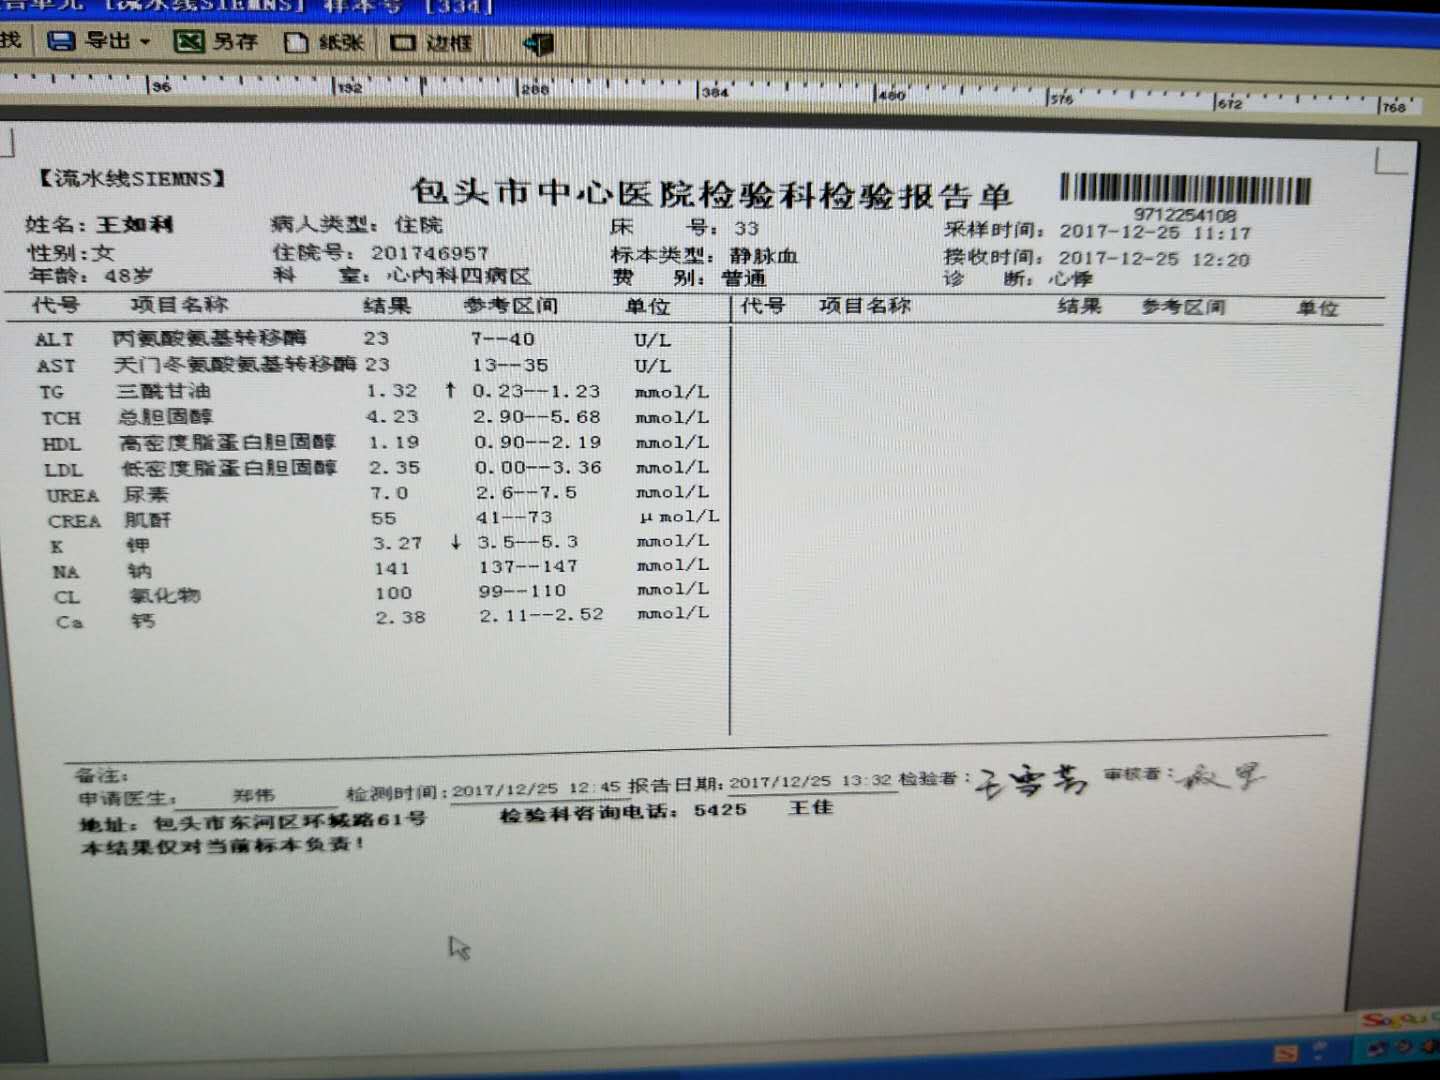 告单元 [流水线SIEMNS] 样本号 [334]
找 导出 另存 纸张 边框
96 192 288 384 480 576 672 768
【流水线SIEMNS】 包头市中心医院检验科检验报告单
9712254108
姓名: 王如利 病人类型: 住院 床 号: 33 采样时间: 2017-12-25 11:17
性别:女 住院号: 201746957 标本类型: 静脉血 接收时间: 2017-12-25 12:20
年龄: 48岁 科 室: 心内科四病区 费 别: 普通 诊 断: 心悸
代号 项目名称 结果 参考区间 单位 代号 项目名称 结果 参考区间 单位
ALT 丙氨酸氨基转移酶 23 7--40 U/L
AST 天门冬氨酸氨基转移酶 23 13--35 U/L
TG 三酰甘油 1.32 ↑ 0.23--1.23 mmol/L
TCH 总胆固醇 4.23 2.90--5.68 mmol/L
HDL 高密度脂蛋白胆固醇 1.19 0.90--2.19 mmol/L
LDL 低密度脂蛋白胆固醇 2.35 0.00--3.36 mmol/L
UREA 尿素 7.0 2.6--7.5 mmol/L
CREA 肌酐 55 41--73 μmol/L
K 钾 3.27 ↓ 3.5--5.3 mmol/L
NA 钠 141 137--147 mmol/L
CL 氯化物 100 99--110 mmol/L
Ca 钙 2.38 2.11--2.52 mmol/L
备注:
申请医生: 郑伟 检测时间:2017/12/25 12:45 报告日期:2017/12/25 13:32 检验者: 审核者:
地址: 包头市东河区环城路61号 检验科咨询电话: 5425 王佳
本结果仅对当前标本负责!